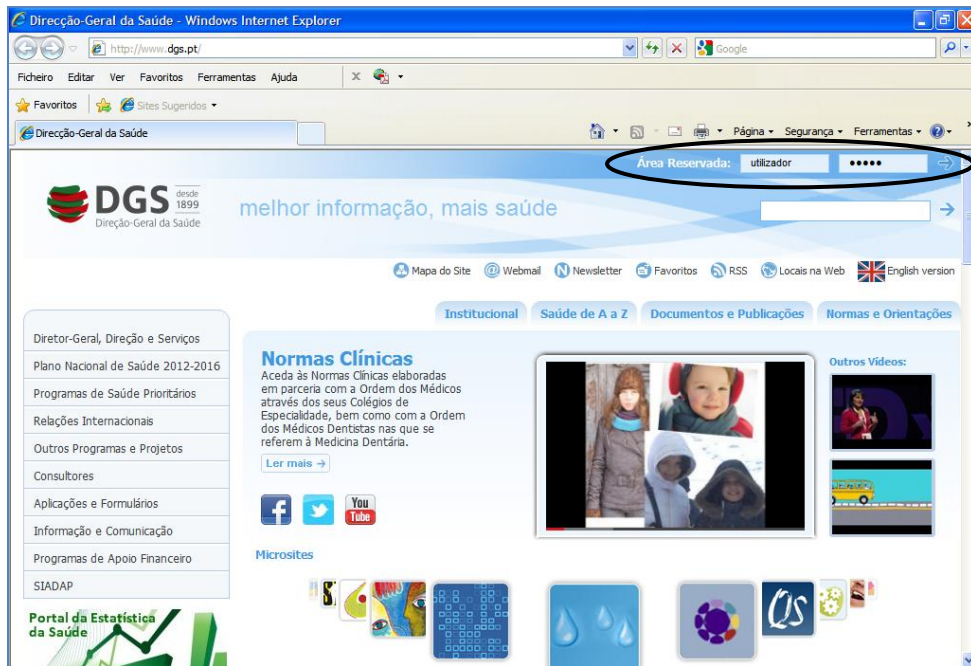 Direcção-Geral da Saúde - Windows Internet Explorer
http://www.dgs.pt/
Google
Ficheiro Editar Ver Favoritos Ferramentas Ajuda
Favoritos Sites Sugeridos
Direcção-Geral da Saúde
Página Segurança Ferramentas
Área Reservada: utilizador •••••
DGS desde 1899
Direção-Geral da Saúde
melhor informação, mais saúde
Mapa do Site Webmail Newsletter Favoritos RSS Locais na Web English version
Institucional Saúde de A a Z Documentos e Publicações Normas e Orientações
Diretor-Geral, Direção e Serviços
Plano Nacional de Saúde 2012-2016
Programas de Saúde Prioritários
Relações Internacionais
Outros Programas e Projetos
Consultores
Aplicações e Formulários
Informação e Comunicação
Programas de Apoio Financeiro
SIADAP
Portal da Estatística
da Saúde
Normas Clínicas
Aceda às Normas Clínicas elaboradas
em parceria com a Ordem dos Médicos
através dos seus Colégios de
Especialidade, bem como com a Ordem
dos Médicos Dentistas nas que se
referem à Medicina Dentária.
Ler mais →
You
Tube
Outros Vídeos:
Microsites
QS